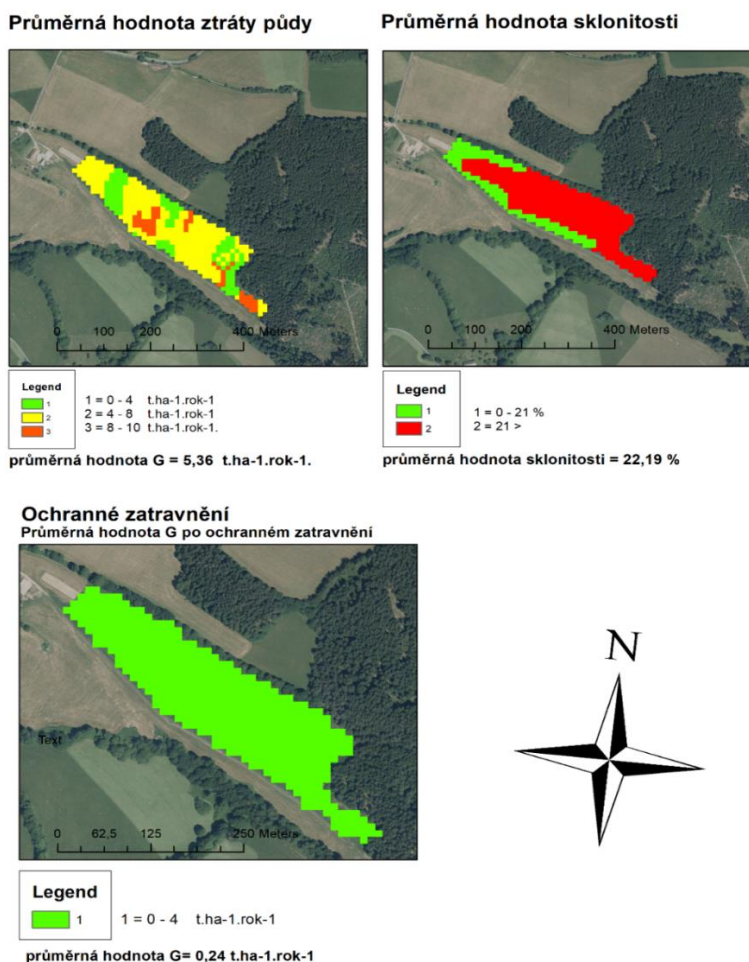 Průměrná hodnota ztráty půdy
0 100 200 400 Meters
Legend
1
2
3
1 = 0 - 4 t.ha-1.rok-1
2 = 4 - 8 t.ha-1.rok-1
3 = 8 - 10 t.ha-1.rok-1.
průměrná hodnota G = 5,36 t.ha-1.rok-1.
Průměrná hodnota sklonitosti
0 100 200 400 Meters
Legend
1
2
1 = 0 - 21 %
2 = 21 >
průměrná hodnota sklonitosti = 22,19 %
Ochranné zatravnění
Průměrná hodnota G po ochranném zatravnění
Text
0 62,5 125 250 Meters
Legend
1
1 = 0 - 4 t.ha-1.rok-1
průměrná hodnota G= 0,24 t.ha-1.rok-1
N